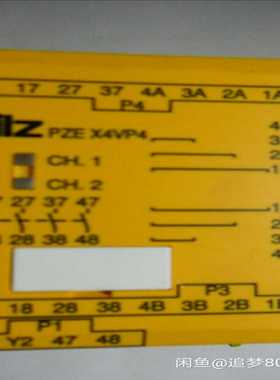 17 27 37 4A 3A 2A 1A
P4
ilz PZE X4VP4
CH. 1
CH. 2
27 37 47
28 38 48
P3
18 28 38 4B 3B 2B
P1
Y2 47 48
闲鱼@追梦80